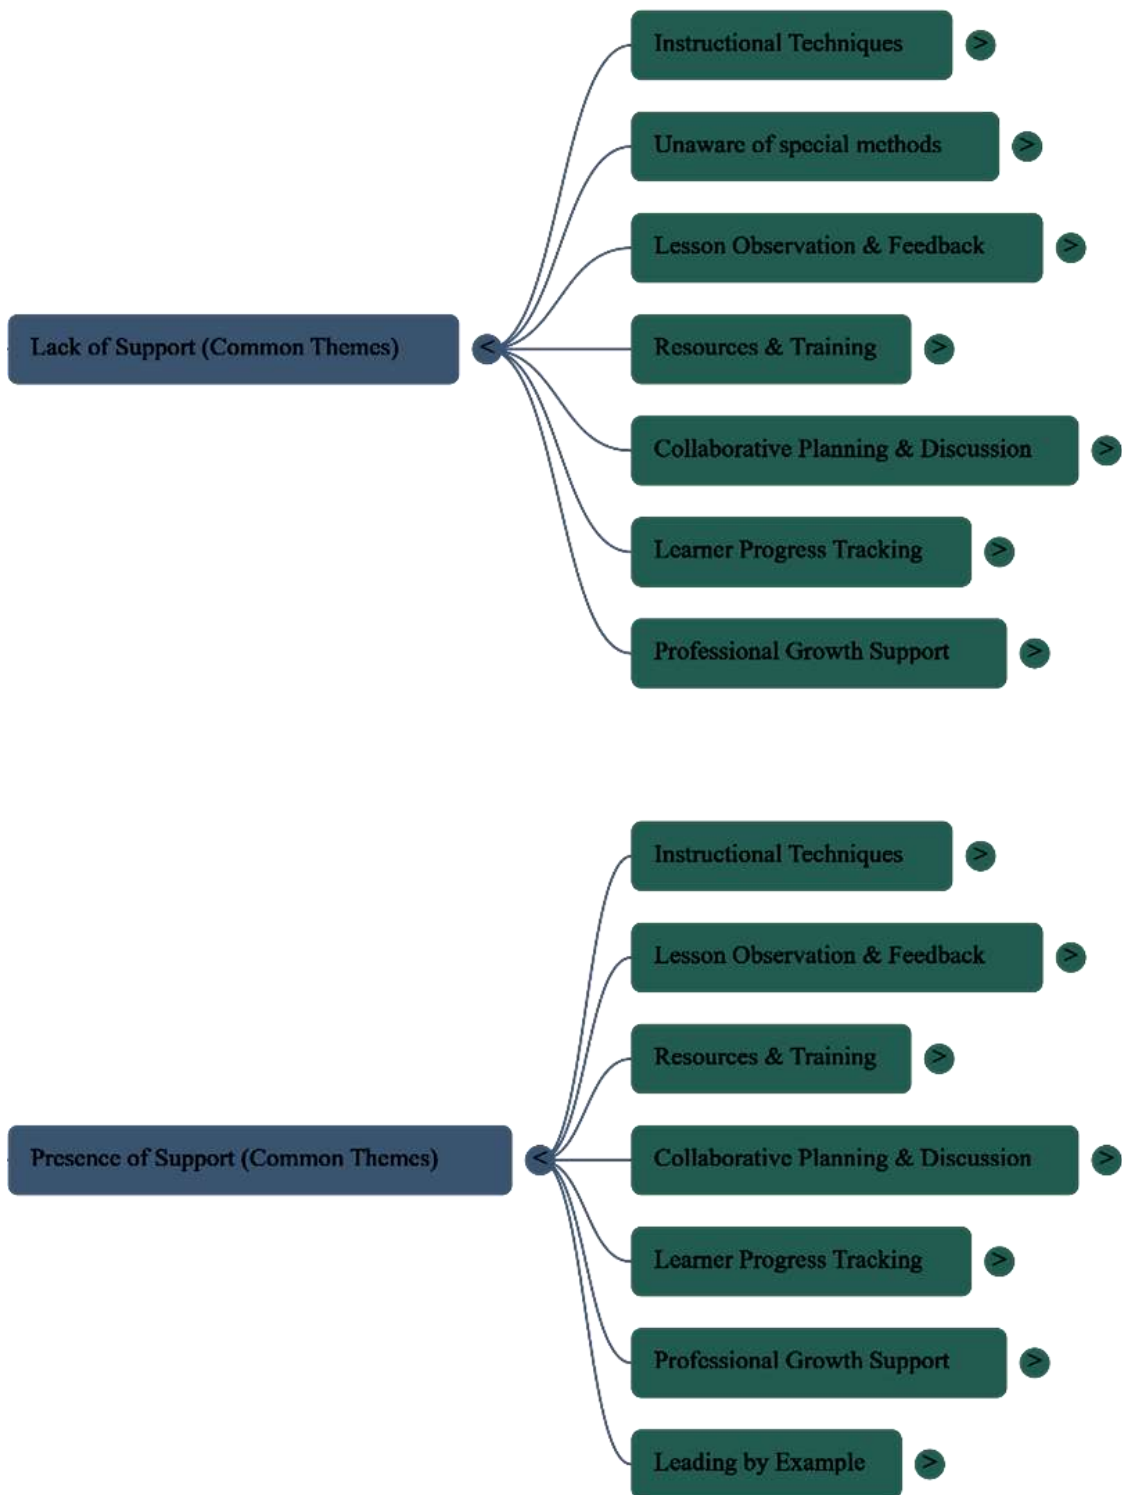 Instructional Techniques >
Unaware of special methods >
Lesson Observation & Feedback >
Lack of Support (Common Themes) <
Resources & Training >
Collaborative Planning & Discussion >
Learner Progress Tracking >
Professional Growth Support >
Instructional Techniques >
Lesson Observation & Feedback >
Resources & Training >
Presence of Support (Common Themes) <
Collaborative Planning & Discussion >
Learner Progress Tracking >
Professional Growth Support >
Leading by Example >